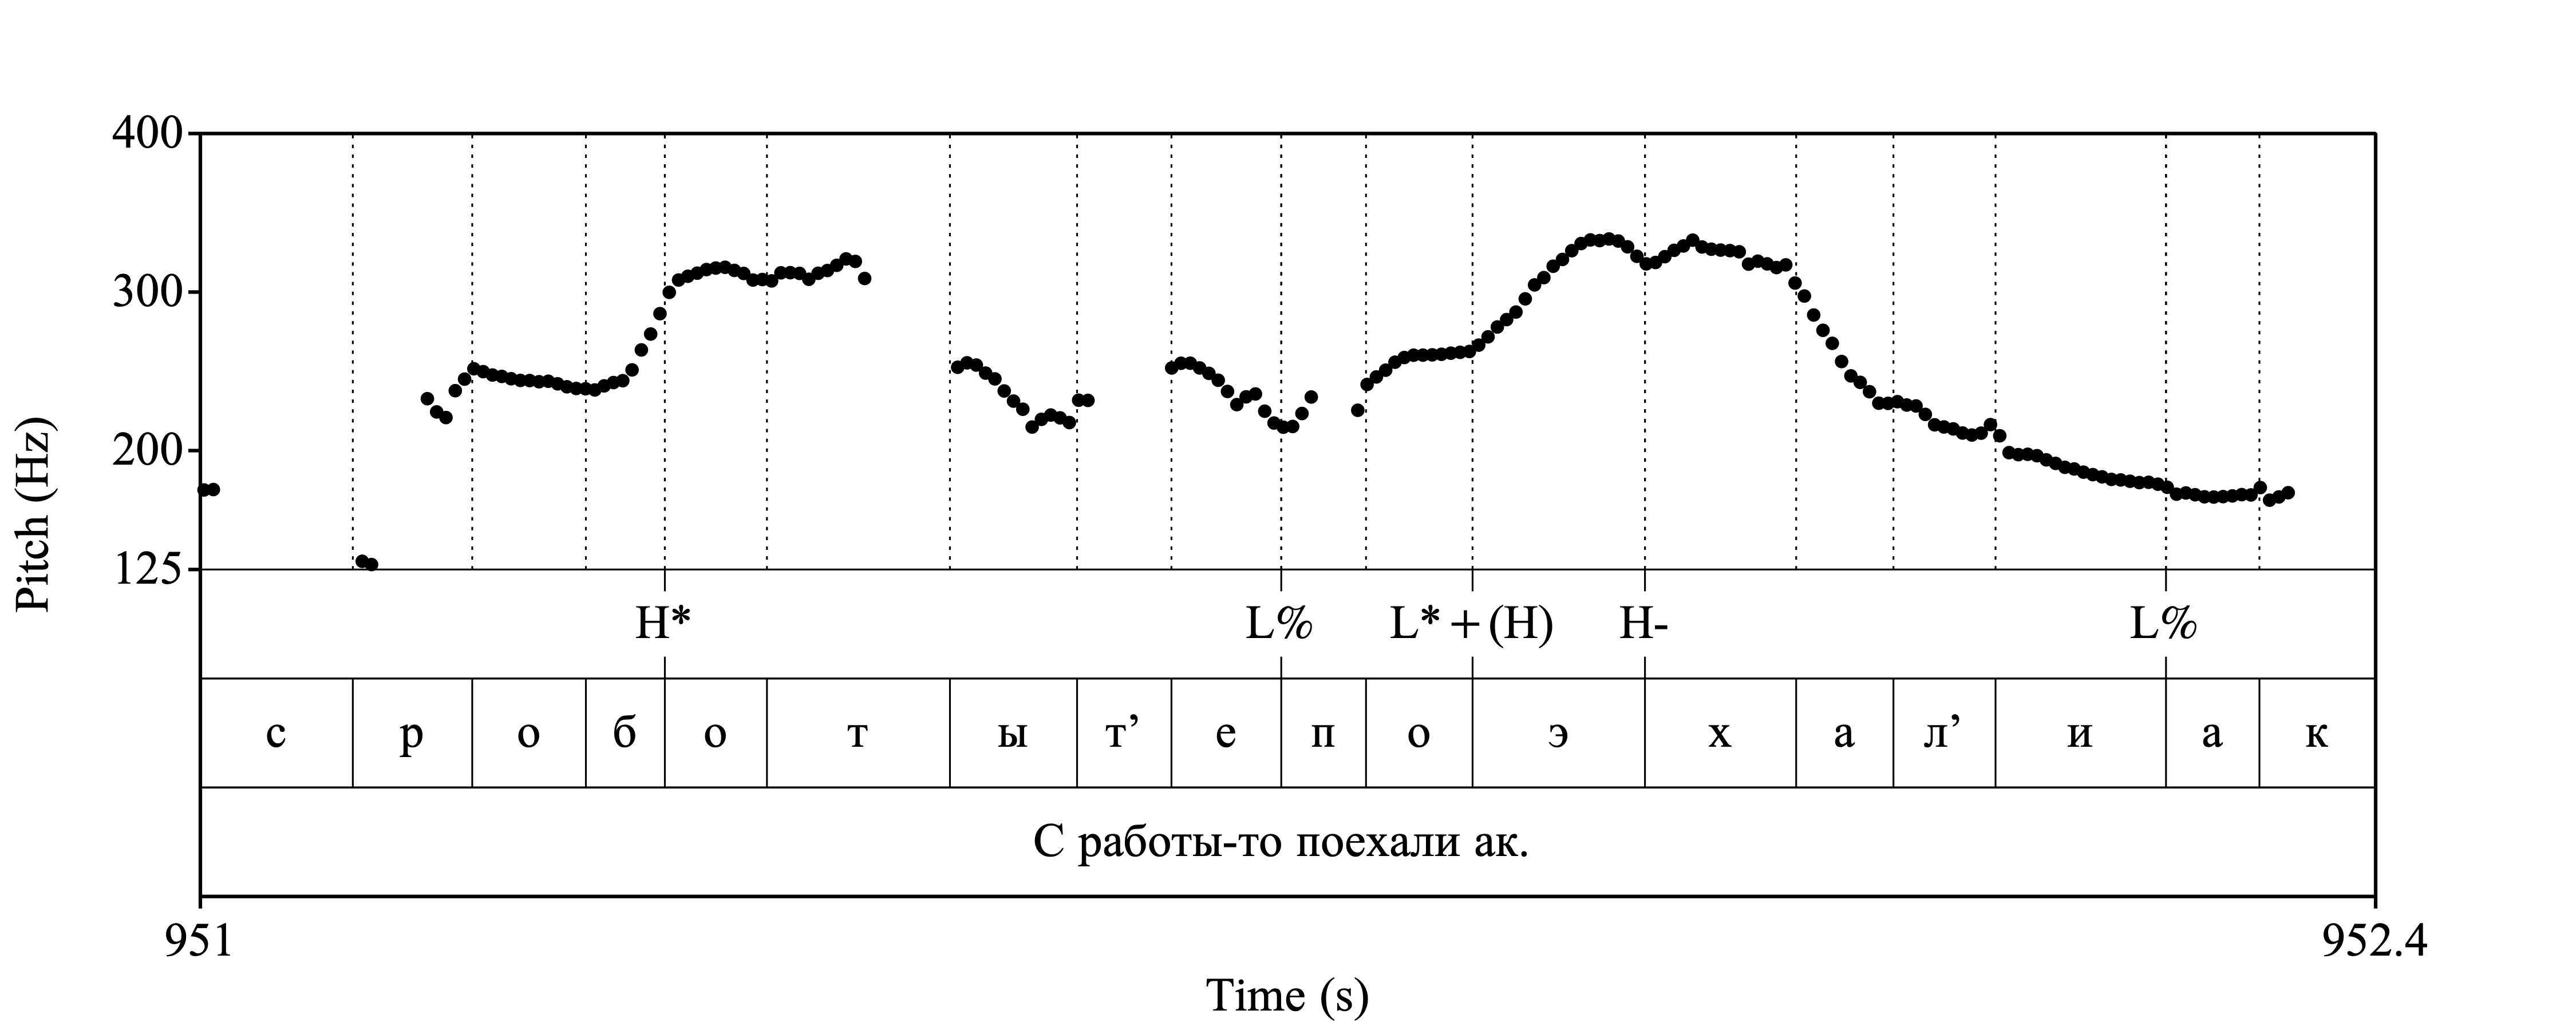 400
300
200
125
Pitch (Hz)
H* L% L*+(H) H- L%
с р о б о т ы т’ е п о э х а л’ и а к
С работы-то поехали ак.
951 952.4
Time (s)